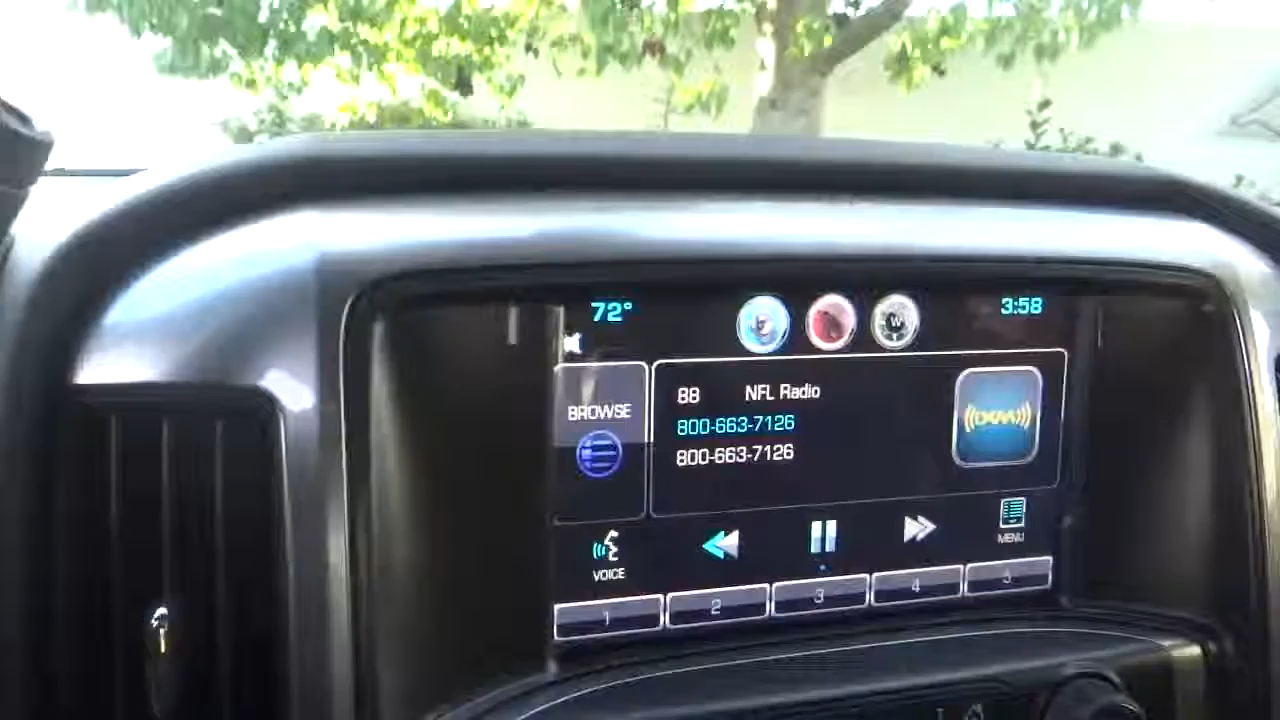 72° 3:58
W
BROWSE
88 NFL Radio
800-663-7126
800-663-7126
((XM))
VOICE
MENU
1 2 3 4 5